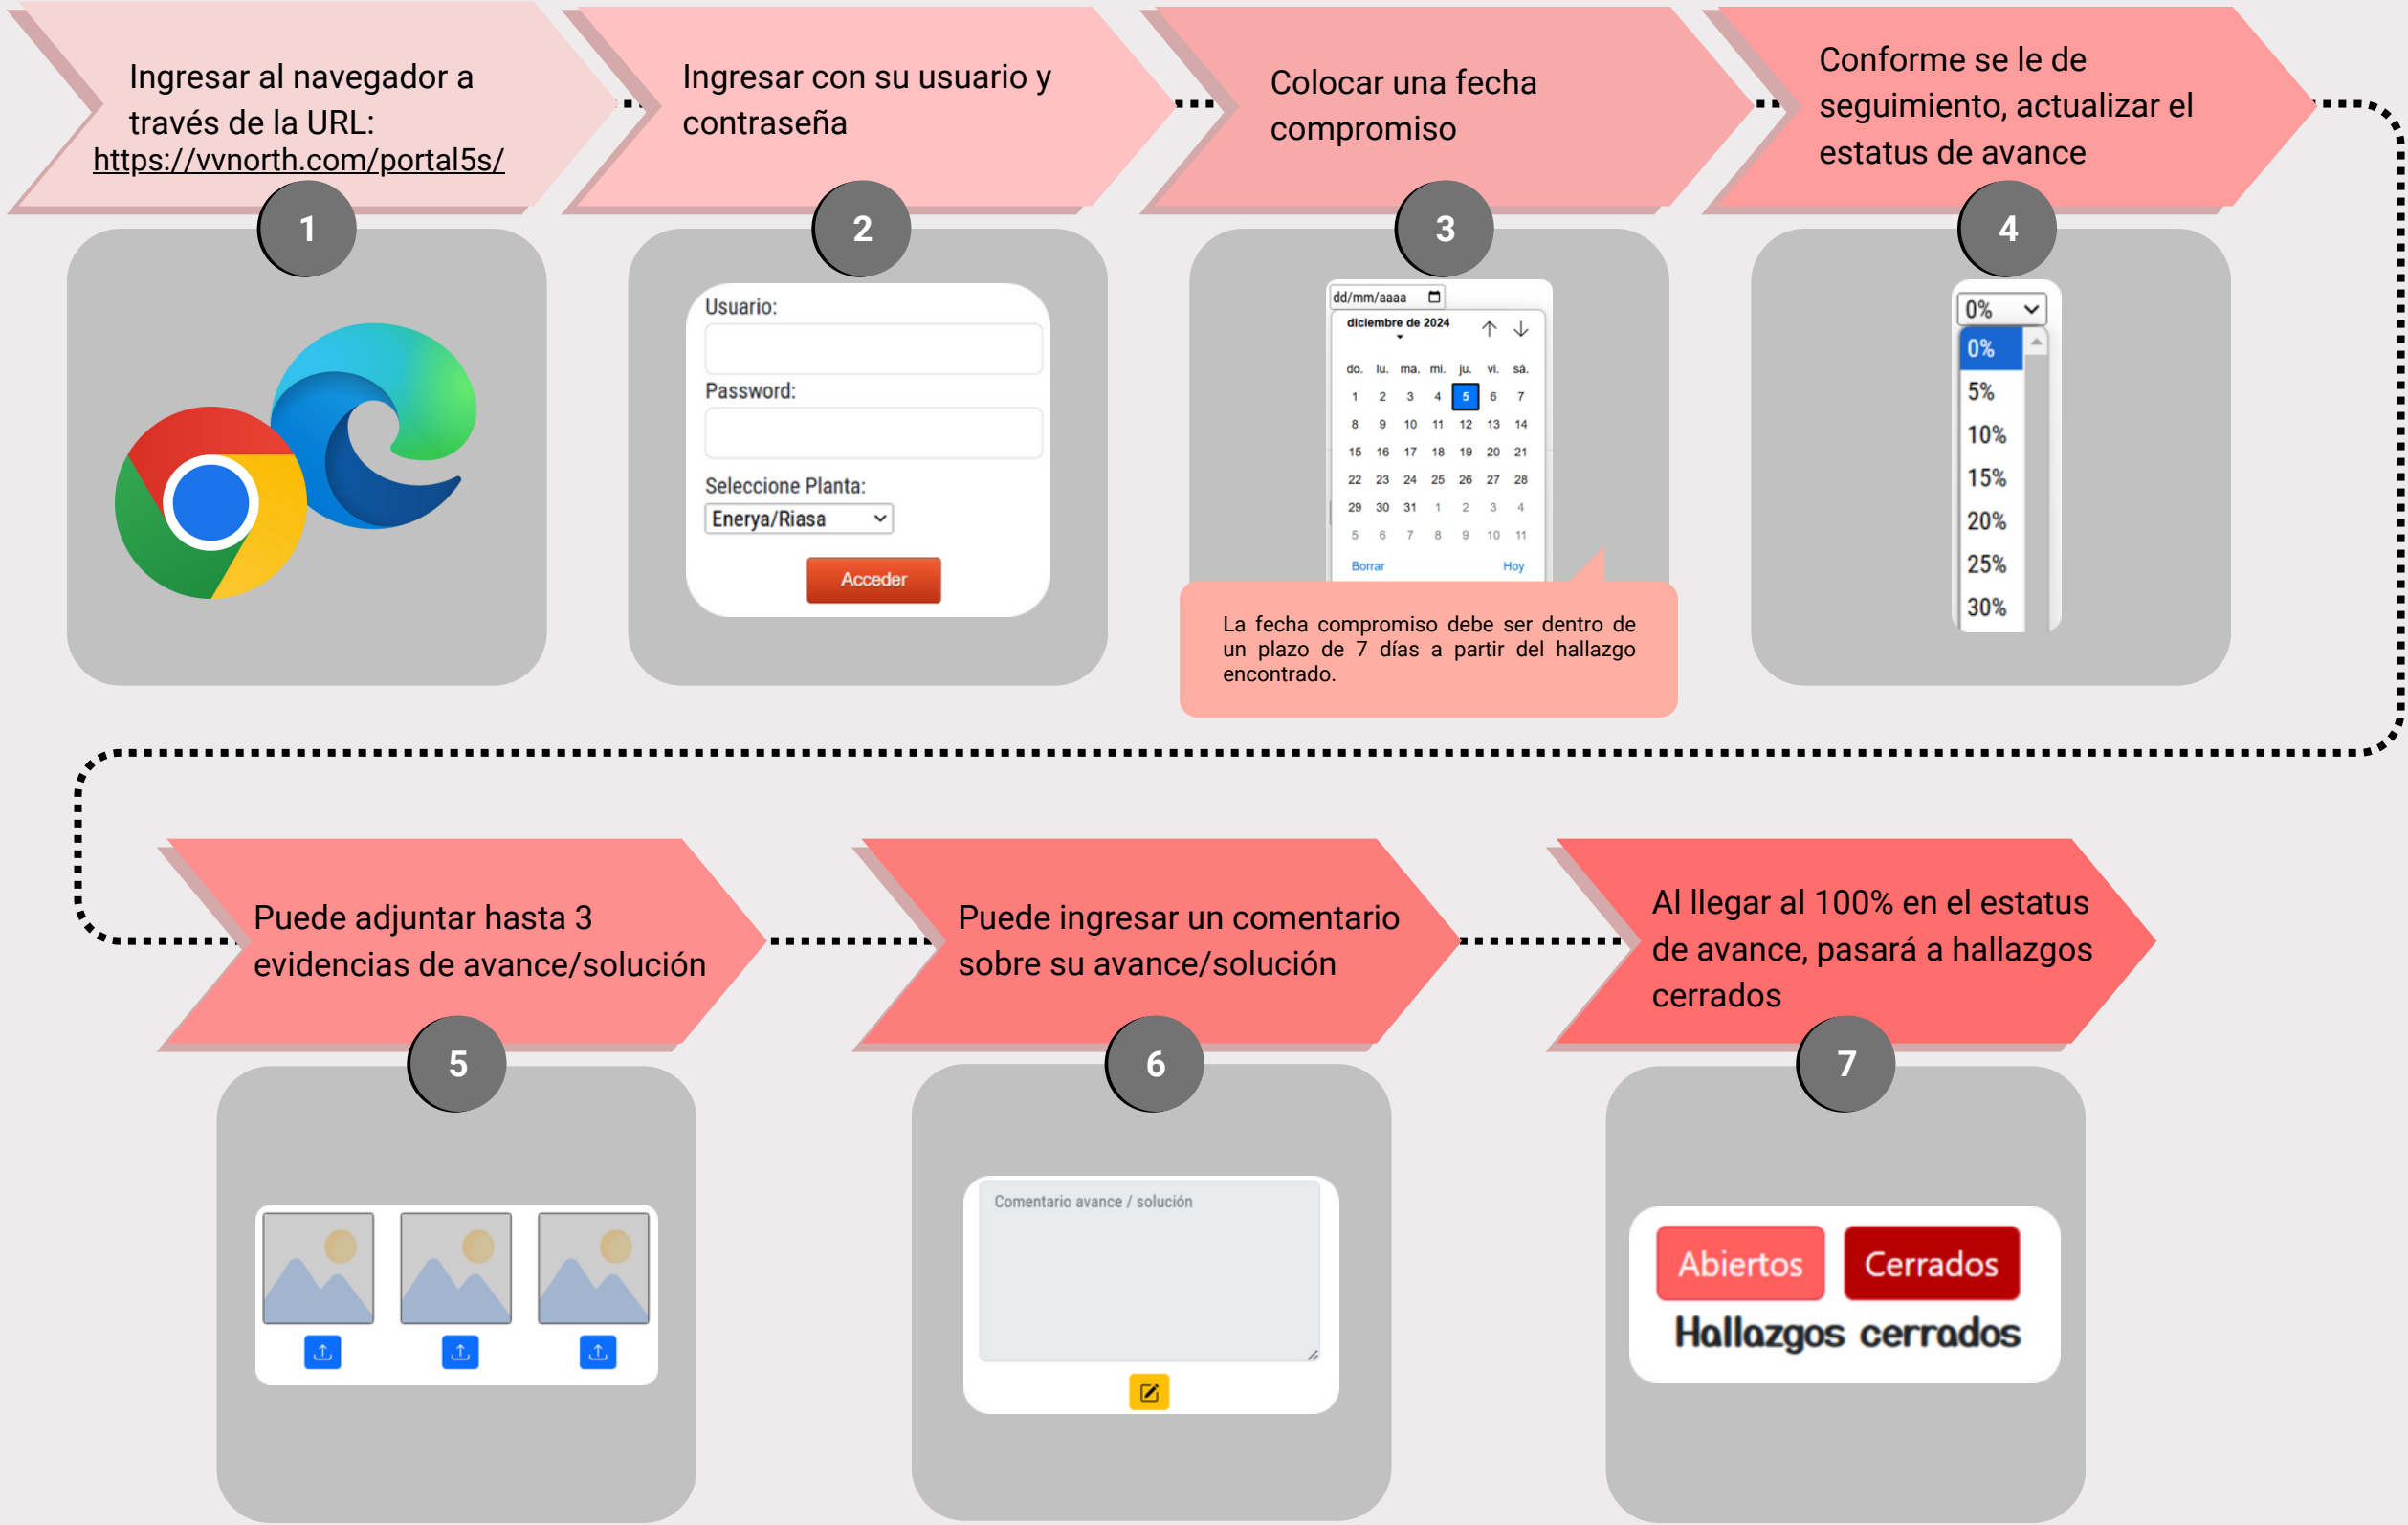 Ingresar al navegador a
través de la URL:
https://vvnorth.com/portal5s/
1
Ingresar con su usuario y
contraseña
2
Usuario:
Password:
Seleccione Planta:
Enerya/Riasa
Acceder
Colocar una fecha
compromiso
3
dd/mm/aaaa
diciembre de 2024
do. lu. ma. mi. ju. vi. sá.
1 2 3 4 5 6 7
8 9 10 11 12 13 14
15 16 17 18 19 20 21
22 23 24 25 26 27 28
29 30 31 1 2 3 4
5 6 7 8 9 10 11
Borrar Hoy
La fecha compromiso debe ser dentro de
un plazo de 7 días a partir del hallazgo
encontrado.
Conforme se le de
seguimiento, actualizar el
estatus de avance
4
0%
0%
5%
10%
15%
20%
25%
30%
Puede adjuntar hasta 3
evidencias de avance/solución
5
Puede ingresar un comentario
sobre su avance/solución
6
Comentario avance / solución
Al llegar al 100% en el estatus
de avance, pasará a hallazgos
cerrados
7
Abiertos Cerrados
Hallazgos cerrados